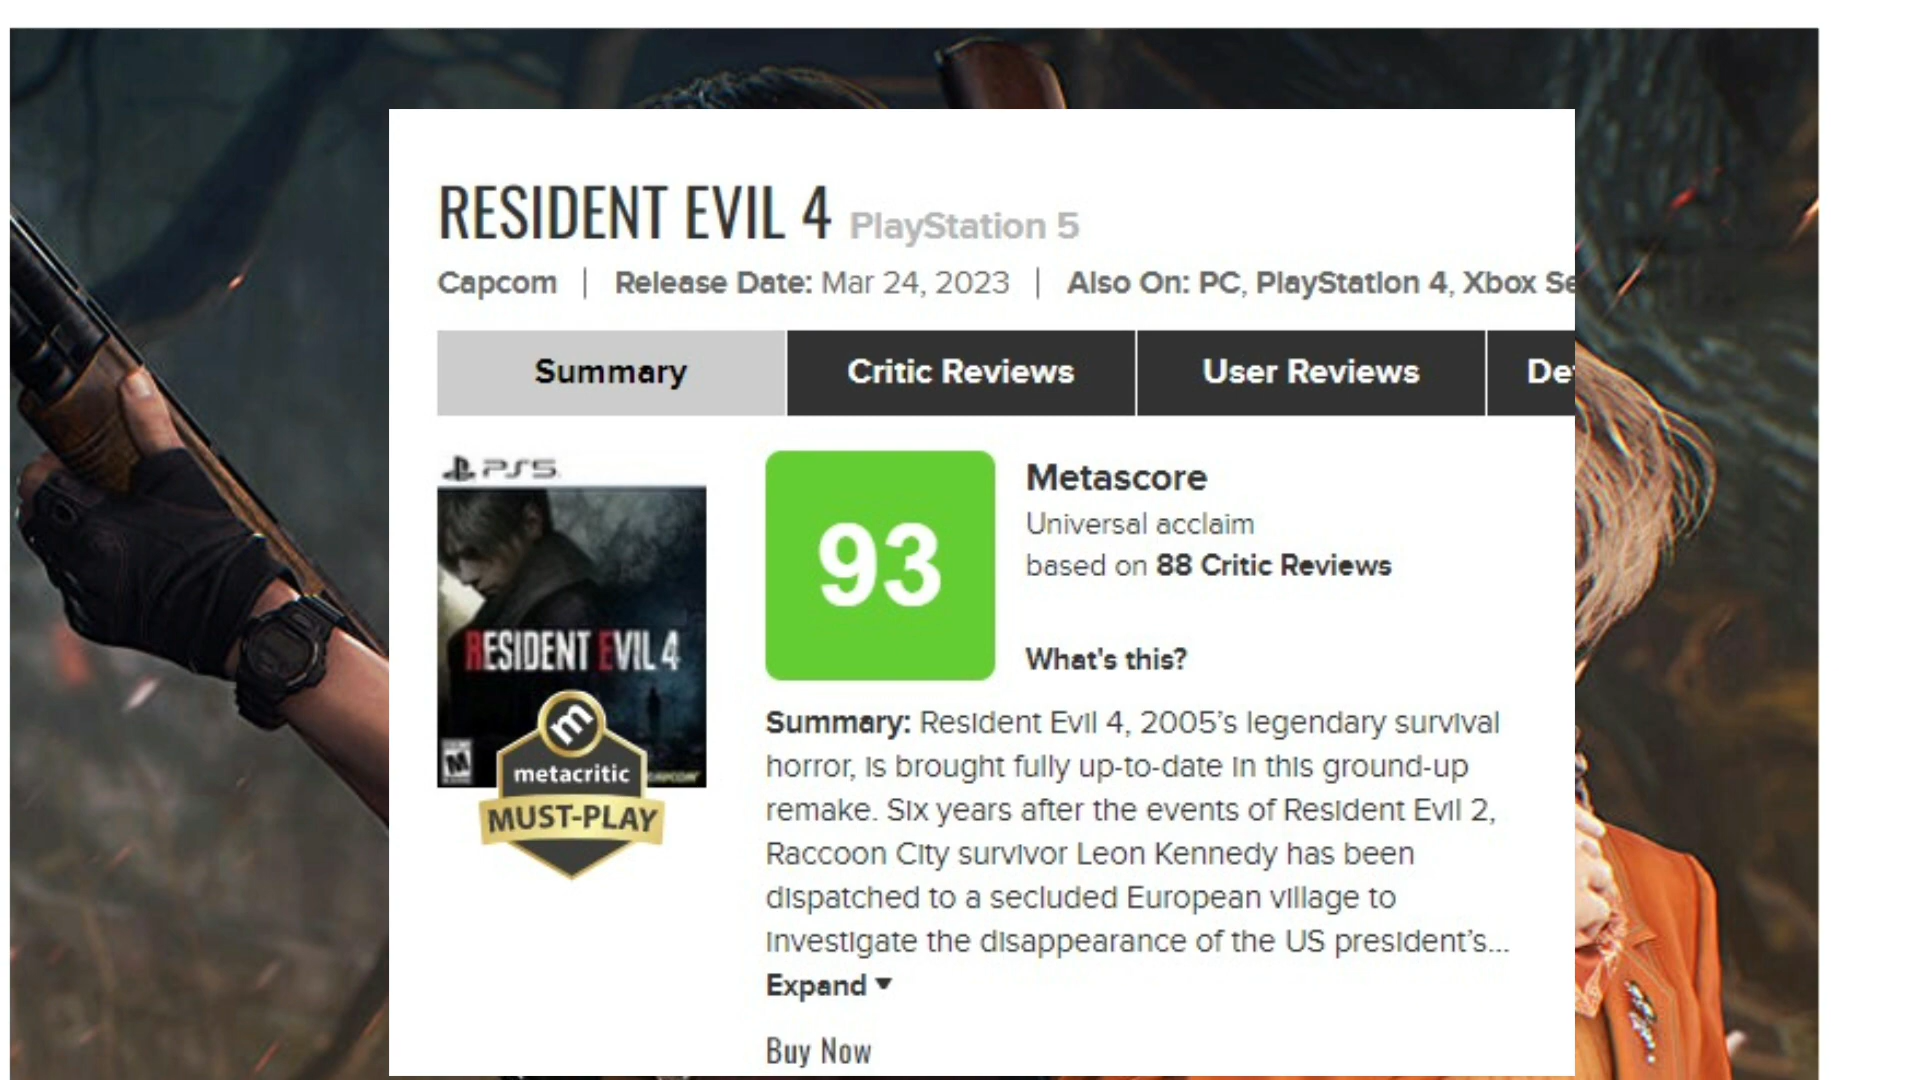 RESIDENT EVIL 4 PlayStation 5
Capcom | Release Date: Mar 24, 2023 | Also On: PC, PlayStation 4, Xbox Se
Summary Critic Reviews User Reviews De
PS5
RESIDENT EVIL 4
M
CAPCOM
m
metacritic
MUST-PLAY
93
Metascore
Universal acclaim
based on 88 Critic Reviews
What's this?
Summary: Resident Evil 4, 2005’s legendary survival
horror, is brought fully up-to-date in this ground-up
remake. Six years after the events of Resident Evil 2,
Raccoon City survivor Leon Kennedy has been
dispatched to a secluded European village to
investigate the disappearance of the US president’s...
Expand
Buy Now